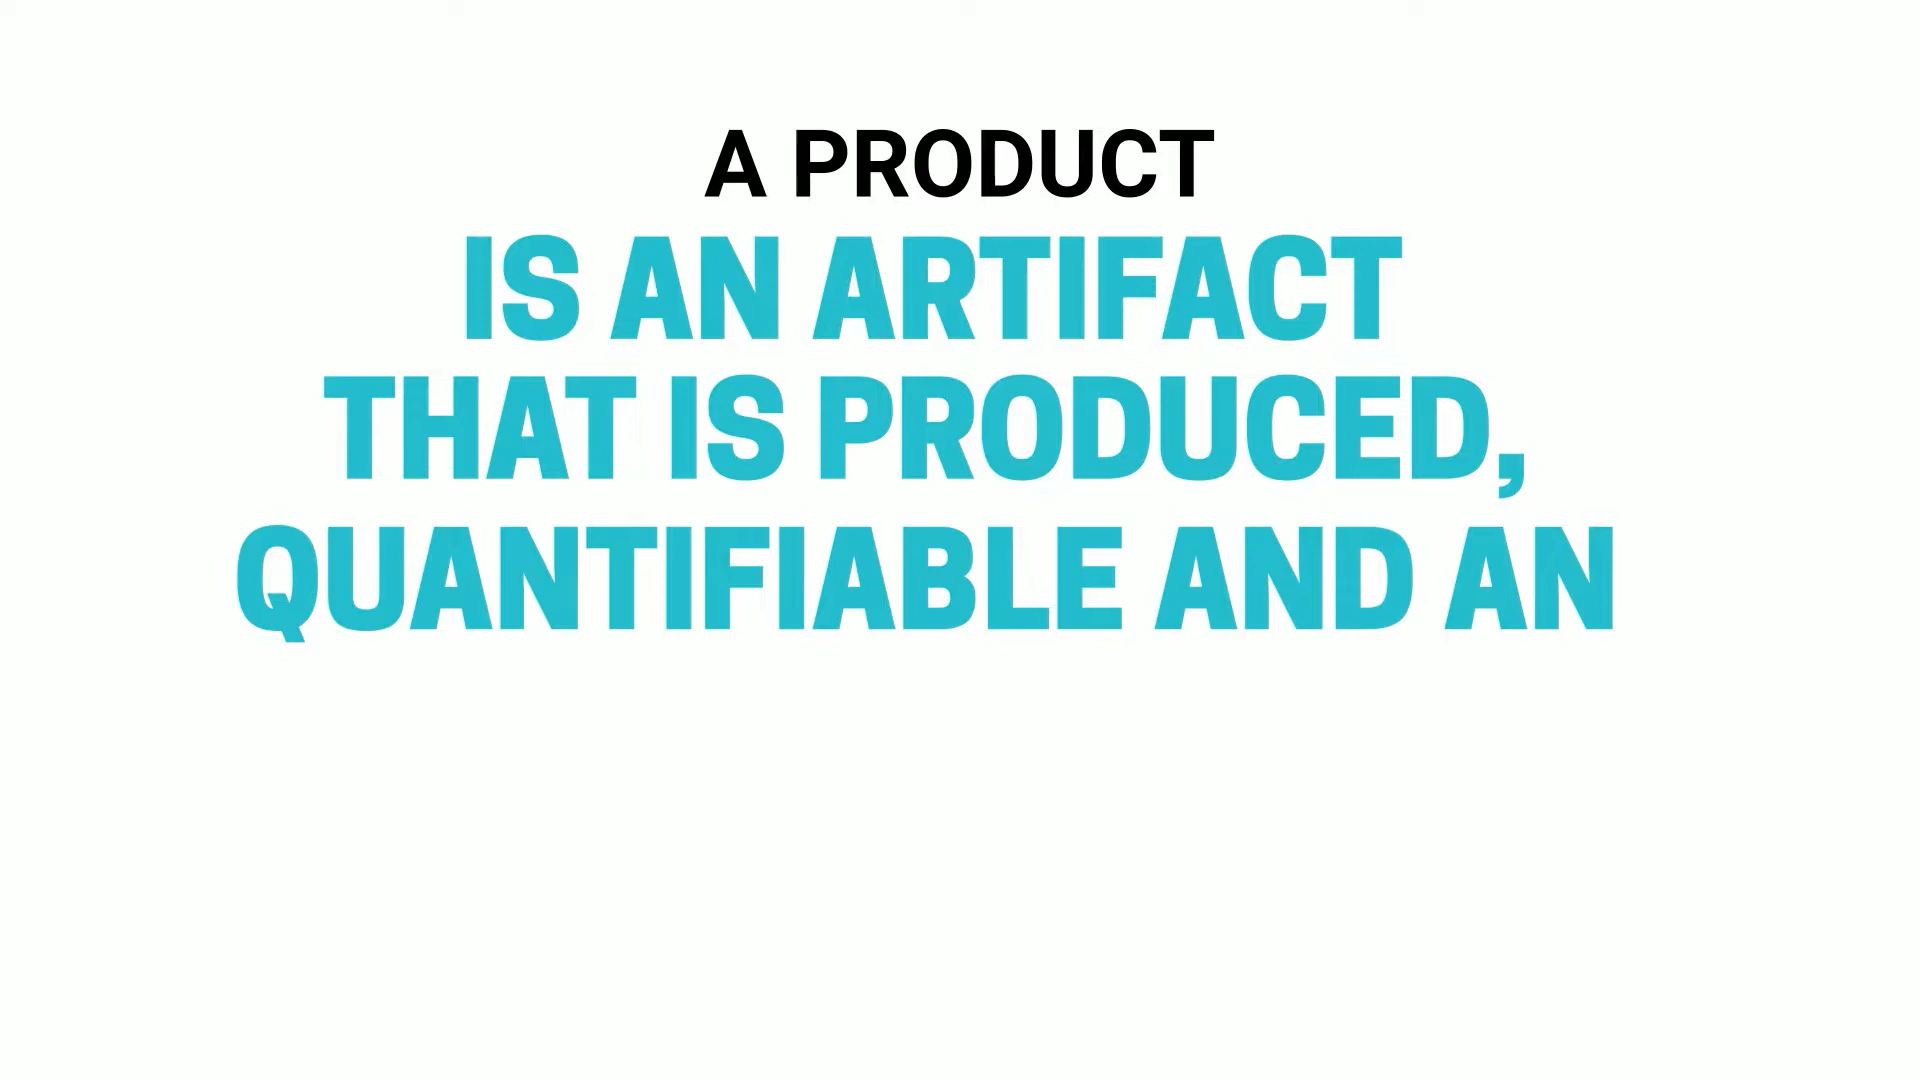 A PRODUCT
IS AN ARTIFACT
THAT IS PRODUCED,
QUANTIFIABLE AND AN